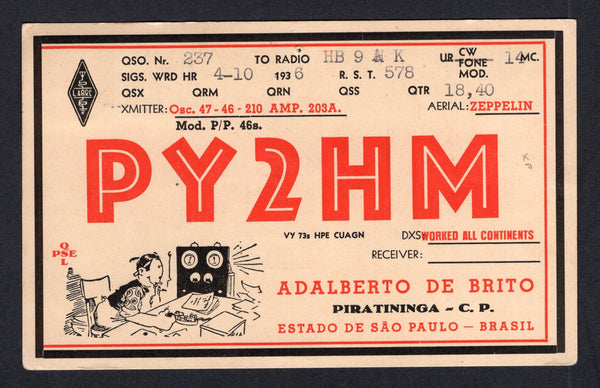 QSO. Nr. 237 TO RADIO HB 9 A K UR CW FONE MOD. 14 MC.
SIGS. WRD HR 4-10 1936 R. S. T. 578
QSX QRM QRN QSS QTR 18,40
XMITTER: Osc. 47 - 46 - 210 AMP. 203A. AERIAL: ZEPPELIN
Mod. P/P. 46s.
LABRE
PY2HM
VY 73s HPE CUAGN DXS WORKED ALL CONTINENTS
RECEIVER:
PSE QSL
ADALBERTO DE BRITO
PIRATININGA ~ C. P.
ESTADO DE SÃO PAULO — BRASIL